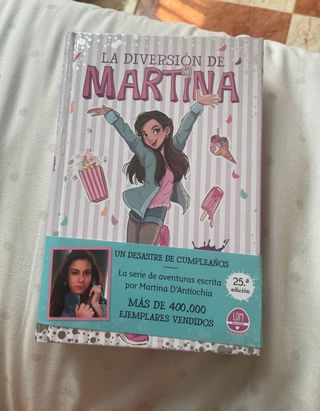 LA DIVERSIÓN DE
MARTINA
UN DESASTRE DE CUMPLEAÑOS
La serie de aventuras escrita
por Martina D'Antiochia
MÁS DE 400.000
EJEMPLARES VENDIDOS
25.ª
edición
LDM